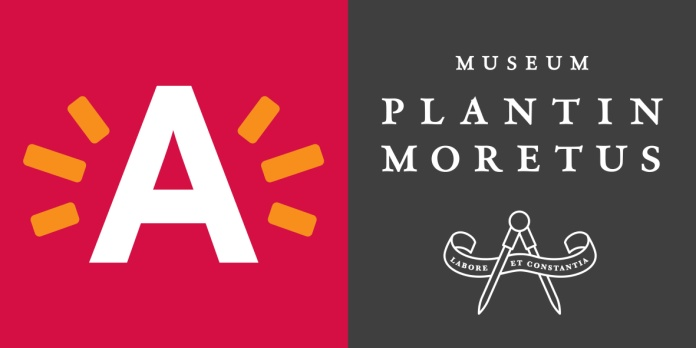 A
MUSEUM
PLANTIN
MORETUS
LABORE ET CONSTANTIA